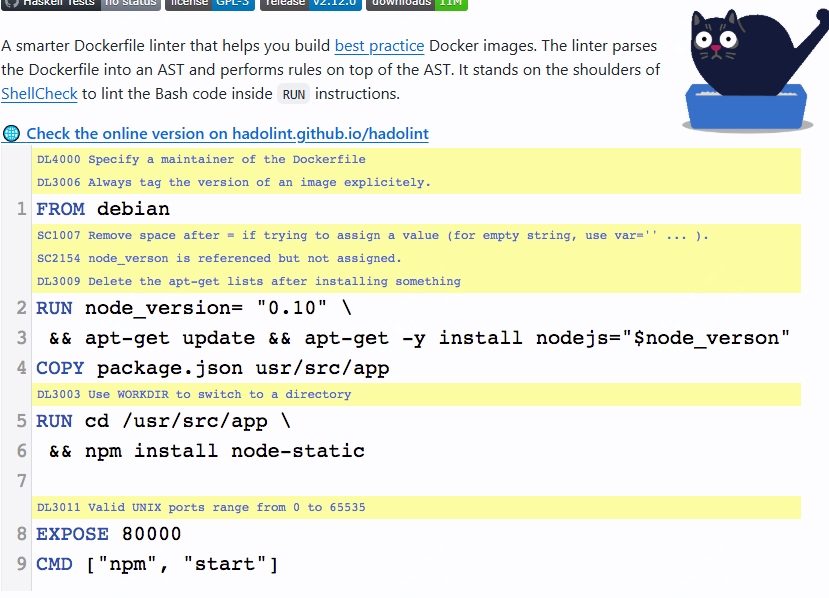 Haskell Tests no status license GPL-3 release v2.12.0 downloads 11M
A smarter Dockerfile linter that helps you build best practice Docker images. The linter parses
the Dockerfile into an AST and performs rules on top of the AST. It stands on the shoulders of
ShellCheck to lint the Bash code inside RUN instructions.
Check the online version on hadolint.github.io/hadolint
DL4000 Specify a maintainer of the Dockerfile
DL3006 Always tag the version of an image explicitly.
1 FROM debian
SC1007 Remove space after = if trying to assign a value (for empty string, use var='' ... ).
SC2154 node_verson is referenced but not assigned.
DL3009 Delete the apt-get lists after installing something
2 RUN node_version= "0.10" \
3 && apt-get update && apt-get -y install nodejs="$node_verson"
4 COPY package.json usr/src/app
DL3003 Use WORKDIR to switch to a directory
5 RUN cd /usr/src/app \
6 && npm install node-static
7
DL3011 Valid UNIX ports range from 0 to 65535
8 EXPOSE 80000
9 CMD ["npm", "start"]